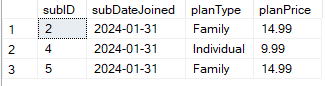 subID subDateJoined planType planPrice
1 2 2024-01-31 Family 14.99
2 4 2024-01-31 Individual 9.99
3 5 2024-01-31 Family 14.99